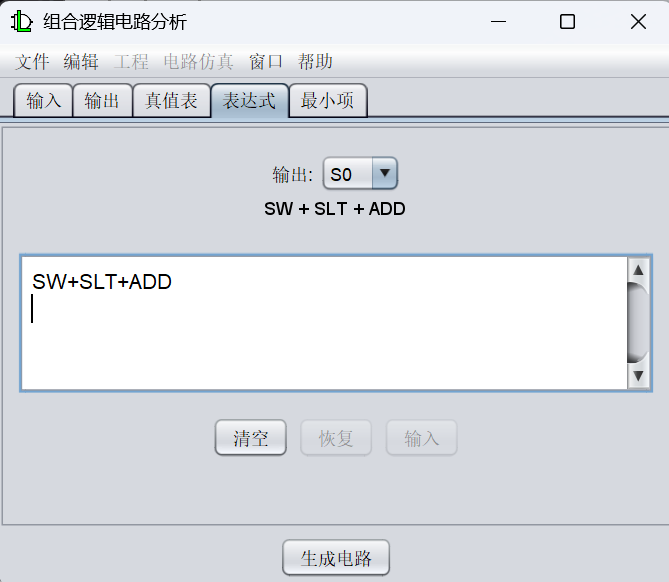 组合逻辑电路分析
文件 编辑 工程 电路仿真 窗口 帮助
输入 输出 真值表 表达式 最小项
输出: S0
SW + SLT + ADD
SW+SLT+ADD
清空 恢复 输入
生成电路